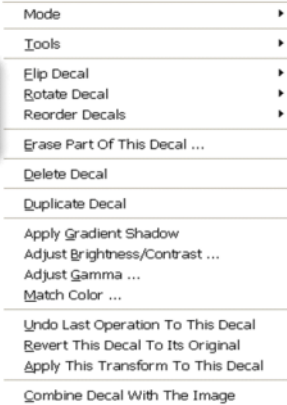 Mode
Tools
Flip Decal
Rotate Decal
Reorder Decals
Erase Part Of This Decal ...
Delete Decal
Duplicate Decal
Apply Gradient Shadow
Adjust Brightness/Contrast ...
Adjust Gamma ...
Match Color ...
Undo Last Operation To This Decal
Revert This Decal To Its Original
Apply This Transform To This Decal
Combine Decal With The Image